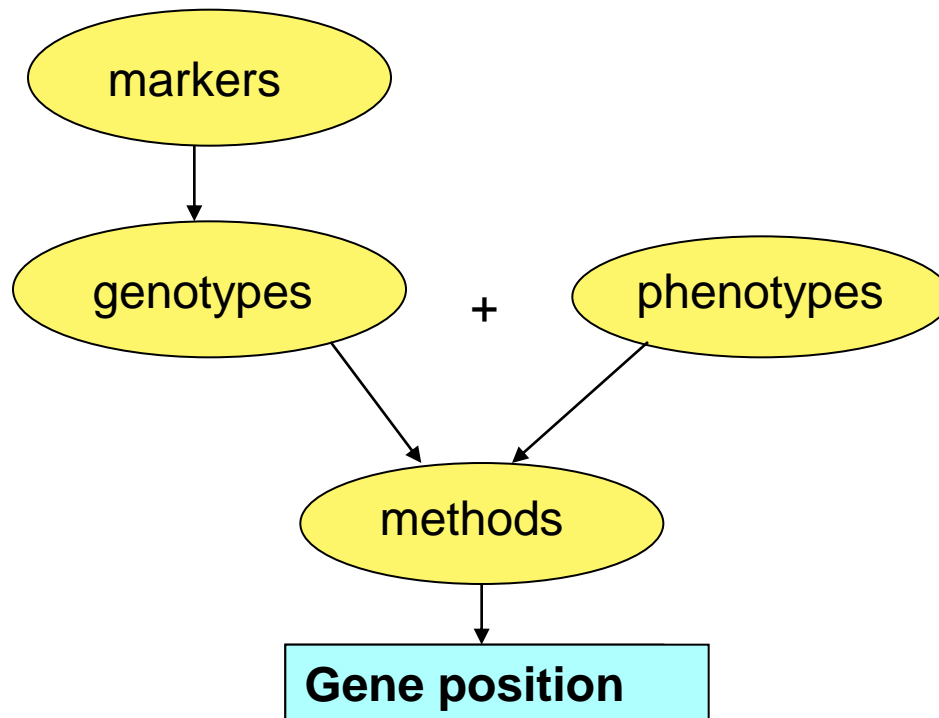 markers
genotypes
+
phenotypes
methods
Gene position